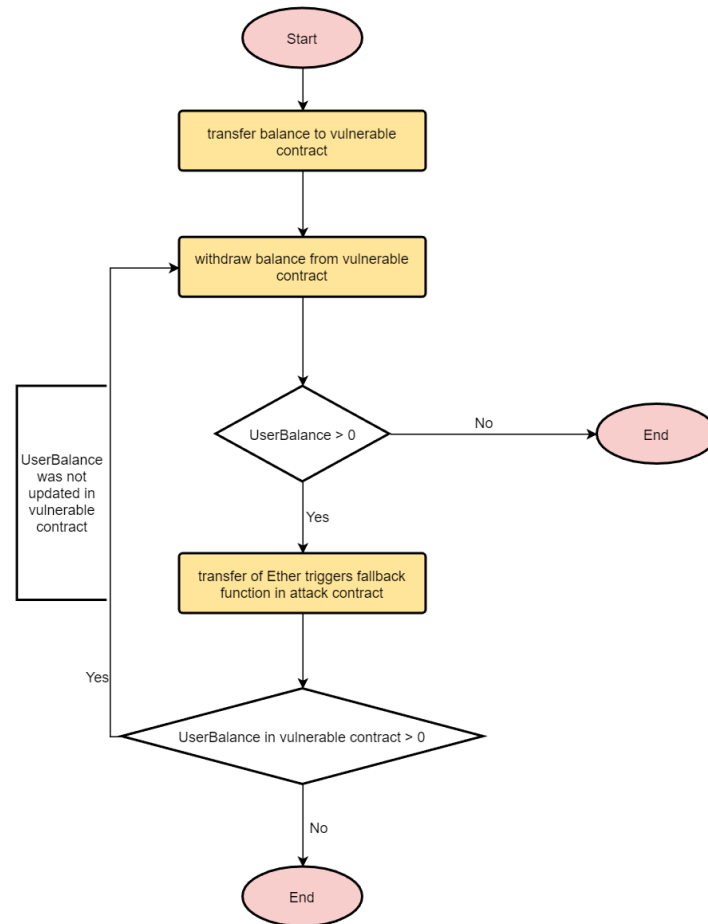 Start
transfer balance to vulnerable
contract
withdraw balance from vulnerable
contract
UserBalance > 0
No
End
UserBalance
was not
updated in
vulnerable
contract
Yes
transfer of Ether triggers fallback
function in attack contract
Yes
UserBalance in vulnerable contract > 0
No
End